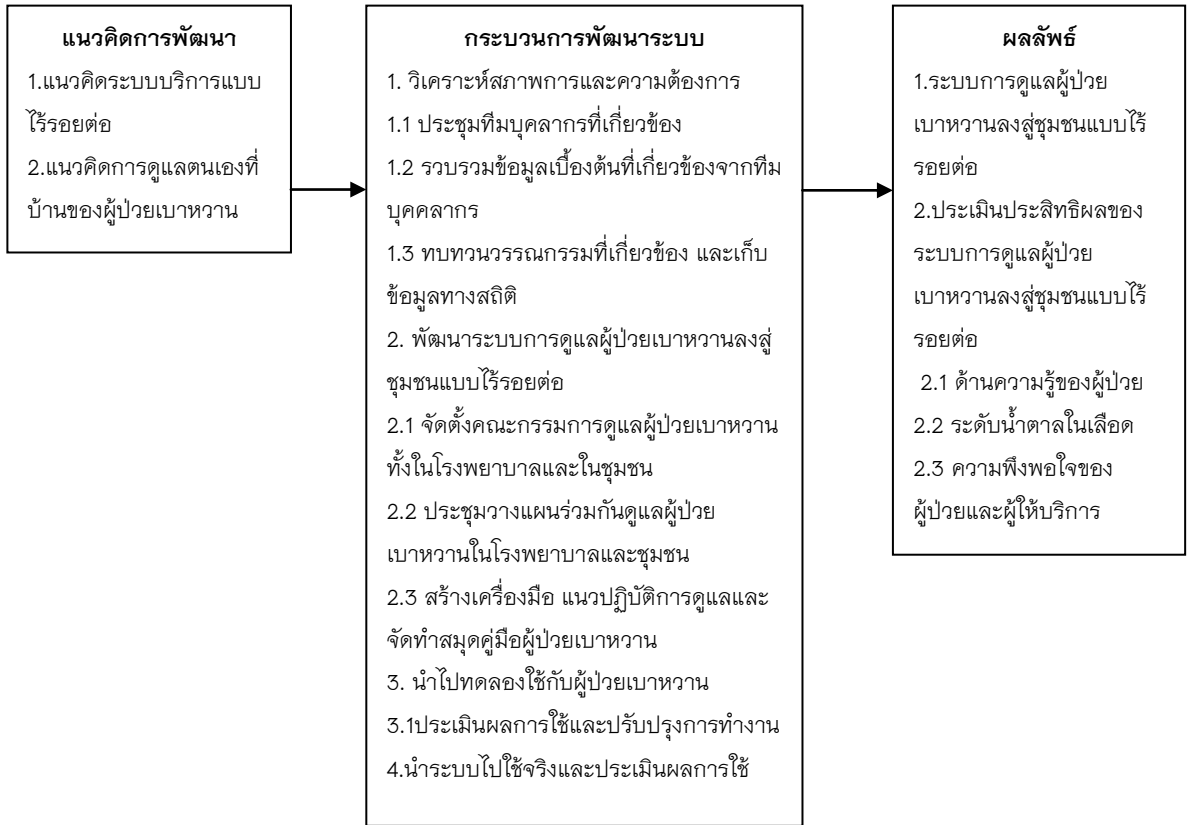 แนวคิดการพัฒนา
1.แนวคิดระบบบริการแบบ
ไร้รอยต่อ
2.แนวคิดการดูแลตนเองที่
บ้านของผู้ป่วยเบาหวาน
กระบวนการพัฒนาระบบ
1. วิเคราะห์สภาพการและความต้องการ
1.1 ประชุมทีมบุคลากรที่เกี่ยวข้อง
1.2 รวบรวมข้อมูลเบื้องต้นที่เกี่ยวข้องจากทีม
บุคคลากร
1.3 ทบทวนวรรณกรรมที่เกี่ยวข้อง และเก็บ
ข้อมูลทางสถิติ
2. พัฒนาระบบการดูแลผู้ป่วยเบาหวานลงสู่
ชุมชนแบบไร้รอยต่อ
2.1 จัดตั้งคณะกรรมการดูแลผู้ป่วยเบาหวาน
ทั้งในโรงพยาบาลและในชุมชน
2.2 ประชุมวางแผนร่วมกันดูแลผู้ป่วย
เบาหวานในโรงพยาบาลและชุมชน
2.3 สร้างเครื่องมือ แนวปฏิบัติการดูแลและ
จัดทำสมุดคู่มือผู้ป่วยเบาหวาน
3. นำไปทดลองใช้กับผู้ป่วยเบาหวาน
3.1ประเมินผลการใช้และปรับปรุงการทำงาน
4.นำระบบไปใช้จริงและประเมินผลการใช้
ผลลัพธ์
1.ระบบการดูแลผู้ป่วย
เบาหวานลงสู่ชุมชนแบบไร้
รอยต่อ
2.ประเมินประสิทธิผลของ
ระบบการดูแลผู้ป่วย
เบาหวานลงสู่ชุมชนแบบไร้
รอยต่อ
2.1 ด้านความรู้ของผู้ป่วย
2.2 ระดับน้ำตาลในเลือด
2.3 ความพึงพอใจของ
ผู้ป่วยและผู้ให้บริการ